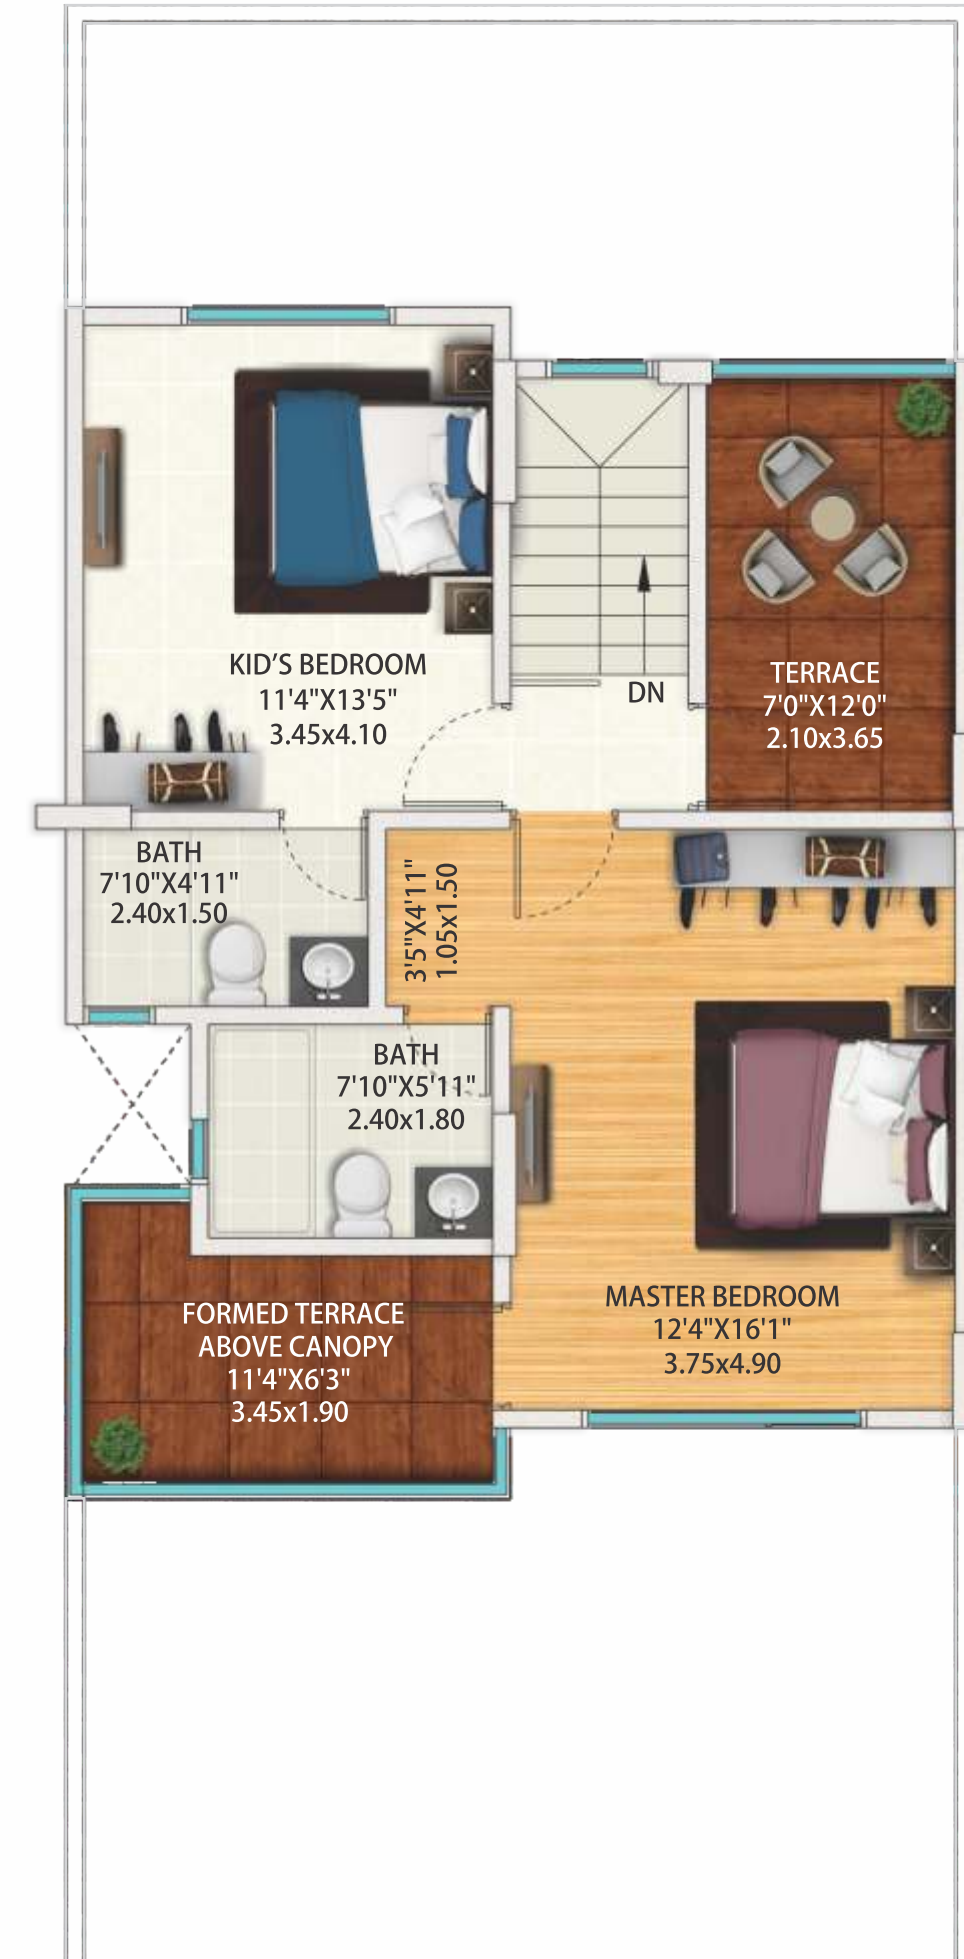 KID'S BEDROOM
11'4"X13'5"
3.45x4.10
DN
TERRACE
7'0"X12'0"
2.10x3.65
BATH
7'10"X4'11"
2.40x1.50
3'5"X4'11"
1.05x1.50
BATH
7'10"X5'11"
2.40x1.80
MASTER BEDROOM
12'4"X16'1"
3.75x4.90
FORMED TERRACE
ABOVE CANOPY
11'4"X6'3"
3.45x1.90